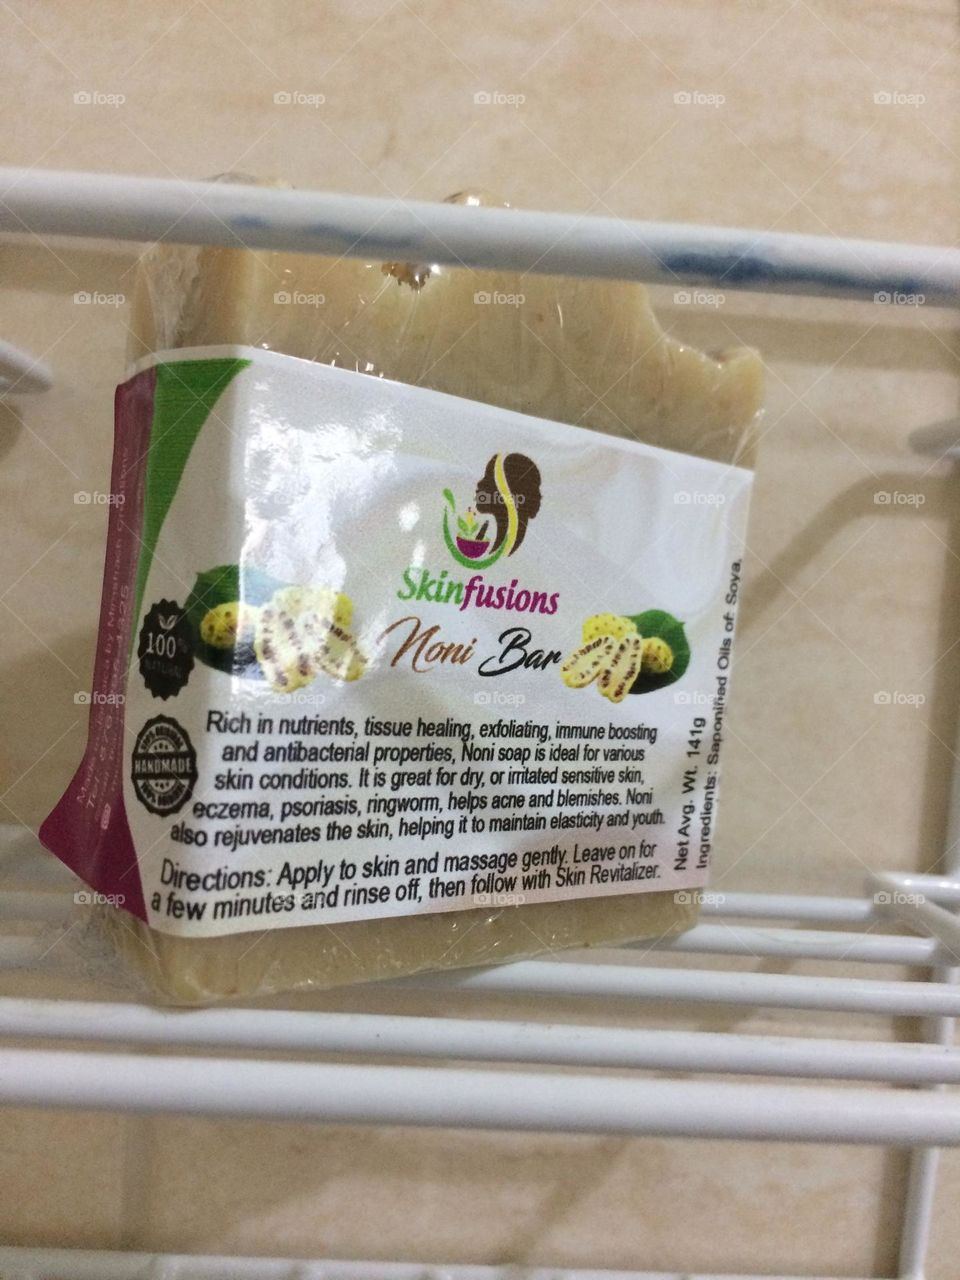 Skinfusions
Noni Bar
100%
NATURAL
HANDMADE
Rich in nutrients, tissue healing, exfoliating, immune boosting
and antibacterial properties, Noni soap is ideal for various
skin conditions. It is great for dry, or irritated sensitive skin,
eczema, psoriasis, ringworm, helps acne and blemishes. Noni
also rejuvenates the skin, helping it to maintain elasticity and youth.
Directions: Apply to skin and massage gently. Leave on for
a few minutes and rinse off, then follow with Skin Revitalizer.
Net Avg. Wt. 141g
Ingredients: Saponified Oils of: Soya,
foap